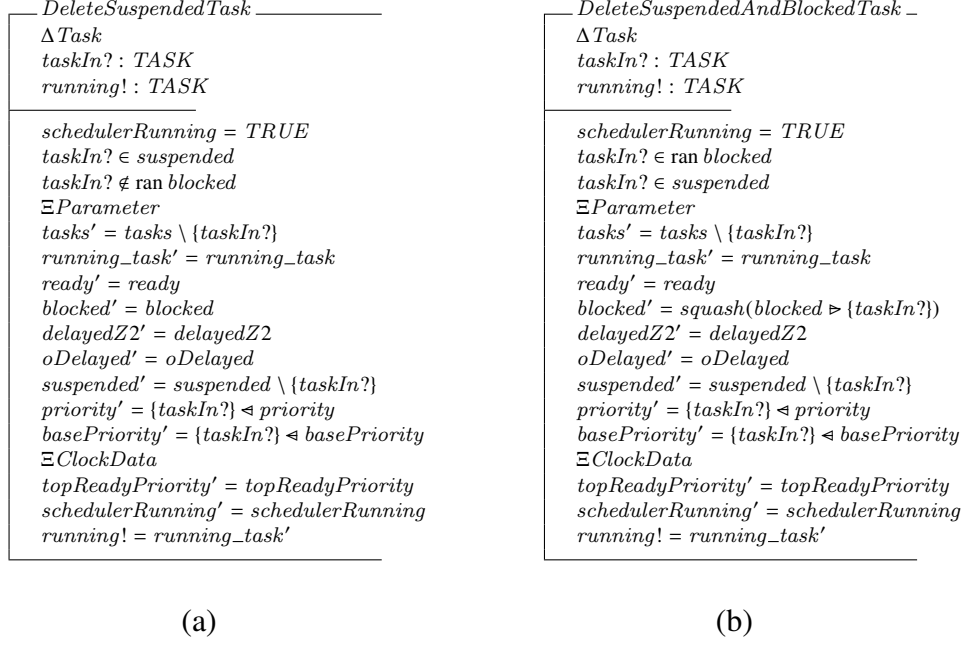 DeleteSuspendedTask
ΔTask
taskIn? : TASK
running! : TASK
schedulerRunning = TRUE
taskIn? ∈ suspended
taskIn? ∉ ran blocked
ΞParameter
tasks′ = tasks \ {taskIn?}
running_task′ = running_task
ready′ = ready
blocked′ = blocked
delayedZ2′ = delayedZ2
oDelayed′ = oDelayed
suspended′ = suspended \ {taskIn?}
priority′ = {taskIn?} ⩤ priority
basePriority′ = {taskIn?} ⩤ basePriority
ΞClockData
topReadyPriority′ = topReadyPriority
schedulerRunning′ = schedulerRunning
running! = running_task′
(a)
DeleteSuspendedAndBlockedTask
ΔTask
taskIn? : TASK
running! : TASK
schedulerRunning = TRUE
taskIn? ∈ ran blocked
taskIn? ∈ suspended
ΞParameter
tasks′ = tasks \ {taskIn?}
running_task′ = running_task
ready′ = ready
blocked′ = squash(blocked ⩥ {taskIn?})
delayedZ2′ = delayedZ2
oDelayed′ = oDelayed
suspended′ = suspended \ {taskIn?}
priority′ = {taskIn?} ⩤ priority
basePriority′ = {taskIn?} ⩤ basePriority
ΞClockData
topReadyPriority′ = topReadyPriority
schedulerRunning′ = schedulerRunning
running! = running_task′
(b)